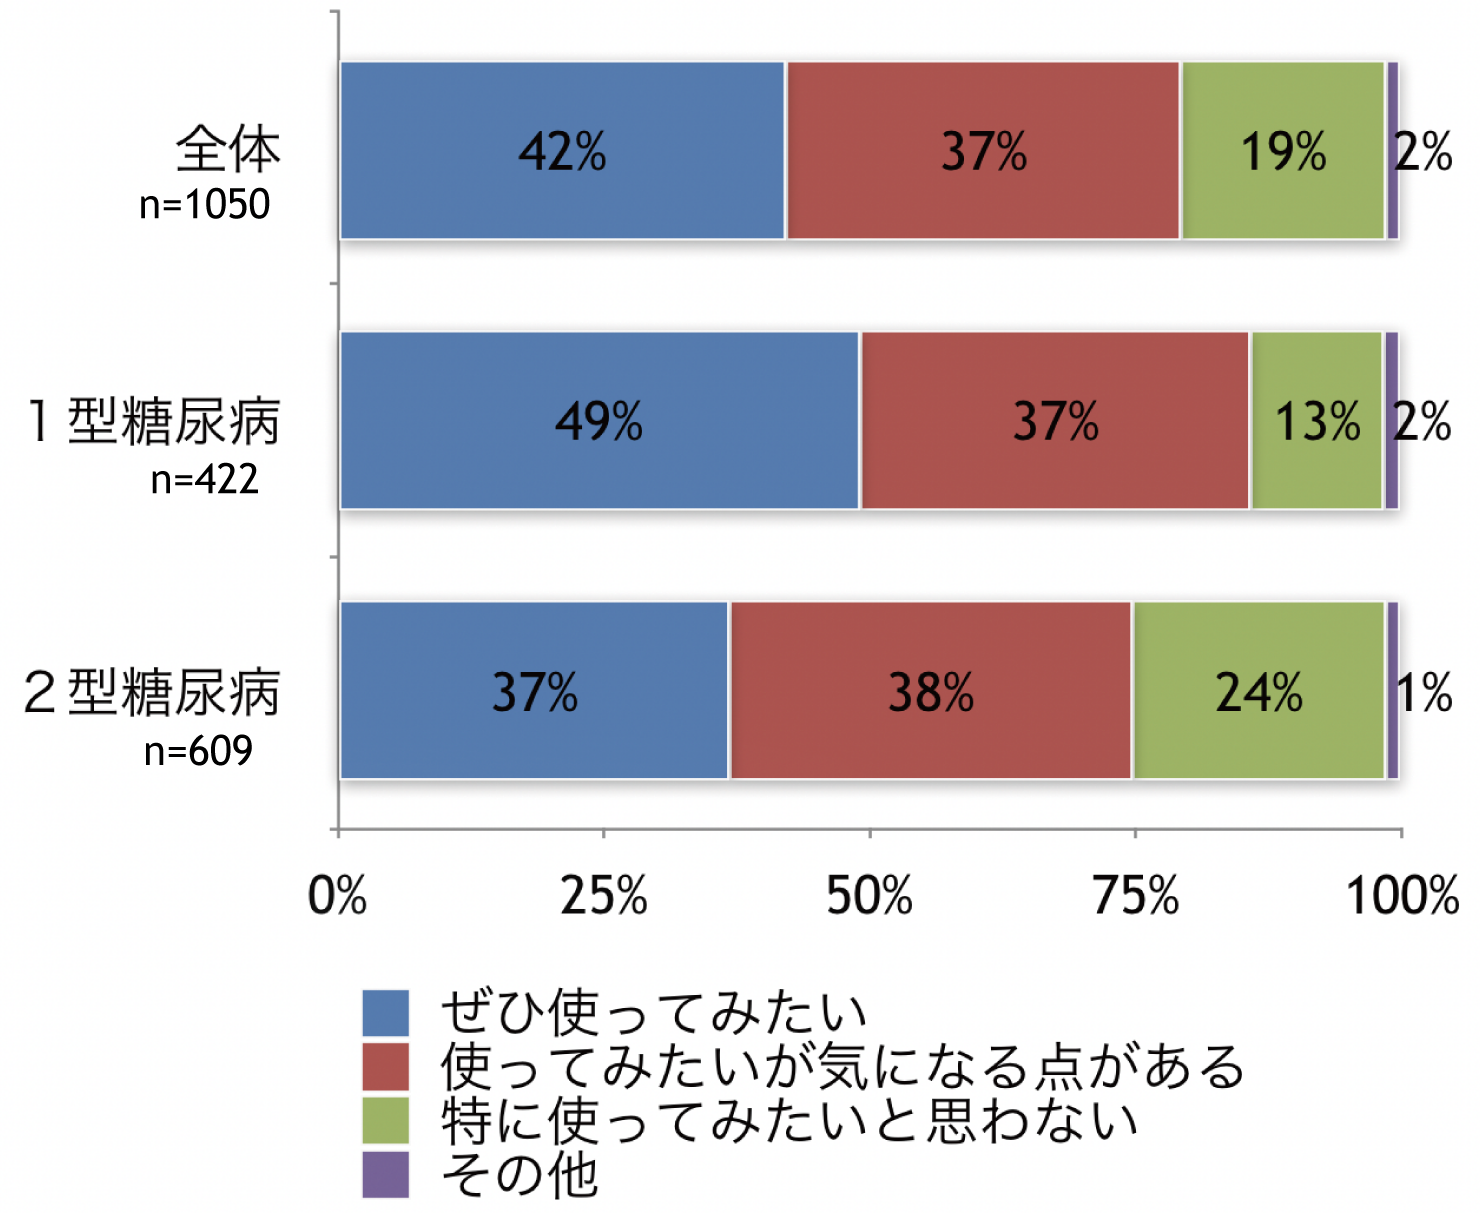 全体
n=1050
42% 37% 19% 2%
１型糖尿病
n=422
49% 37% 13% 2%
２型糖尿病
n=609
37% 38% 24% 1%
0% 25% 50% 75% 100%
ぜひ使ってみたい
使ってみたいが気になる点がある
特に使ってみたいと思わない
その他